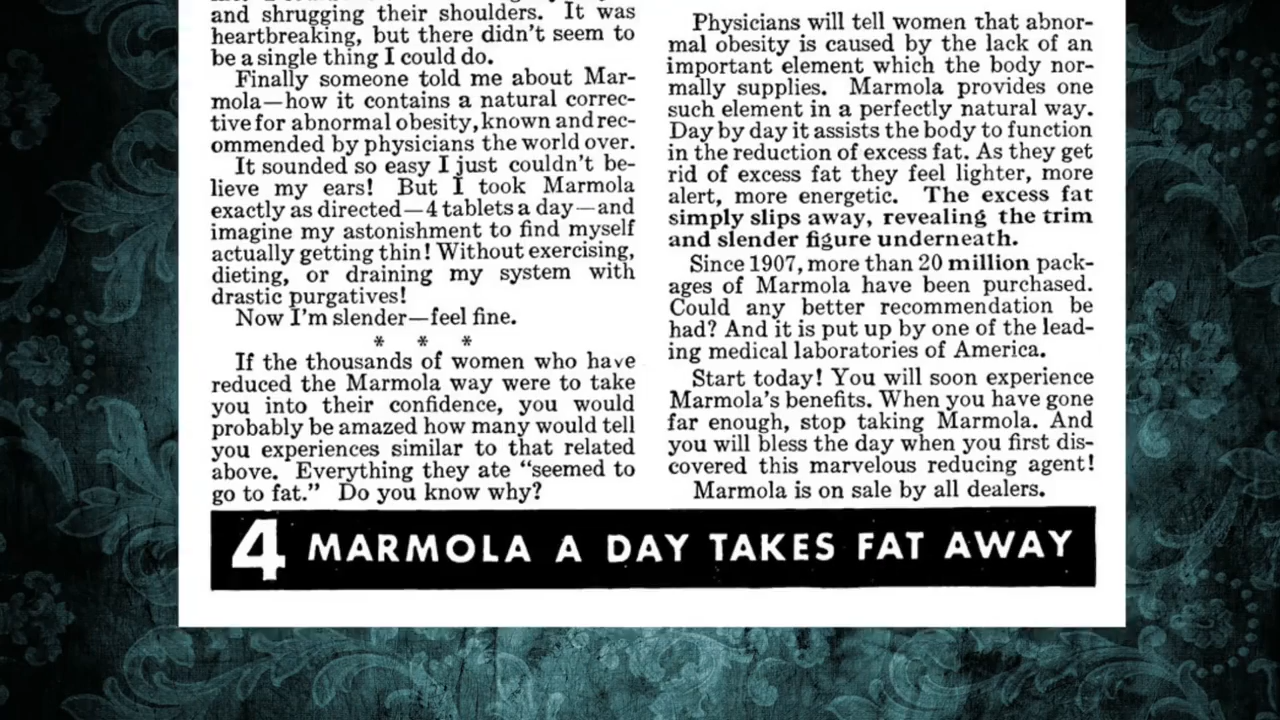 and shrugging their shoulders. It was
heartbreaking, but there didn't seem to
be a single thing I could do.
Finally someone told me about Mar-
mola—how it contains a natural correc-
tive for abnormal obesity, known and rec-
ommended by physicians the world over.
It sounded so easy I just couldn't be-
lieve my ears! But I took Marmola
exactly as directed—4 tablets a day—and
imagine my astonishment to find myself
actually getting thin! Without exercising,
dieting, or draining my system with
drastic purgatives!
Now I'm slender—feel fine.
* * *
If the thousands of women who have
reduced the Marmola way were to take
you into their confidence, you would
probably be amazed how many would tell
you experiences similar to that related
above. Everything they ate "seemed to
go to fat." Do you know why?
Physicians will tell women that abnor-
mal obesity is caused by the lack of an
important element which the body nor-
mally supplies. Marmola provides one
such element in a perfectly natural way.
Day by day it assists the body to function
in the reduction of excess fat. As they get
rid of excess fat they feel lighter, more
alert, more energetic. The excess fat
simply slips away, revealing the trim
and slender figure underneath.
Since 1907, more than 20 million pack-
ages of Marmola have been purchased.
Could any better recommendation be
had? And it is put up by one of the lead-
ing medical laboratories of America.
Start today! You will soon experience
Marmola's benefits. When you have gone
far enough, stop taking Marmola. And
you will bless the day when you first dis-
covered this marvelous reducing agent!
Marmola is on sale by all dealers.
4 MARMOLA A DAY TAKES FAT AWAY